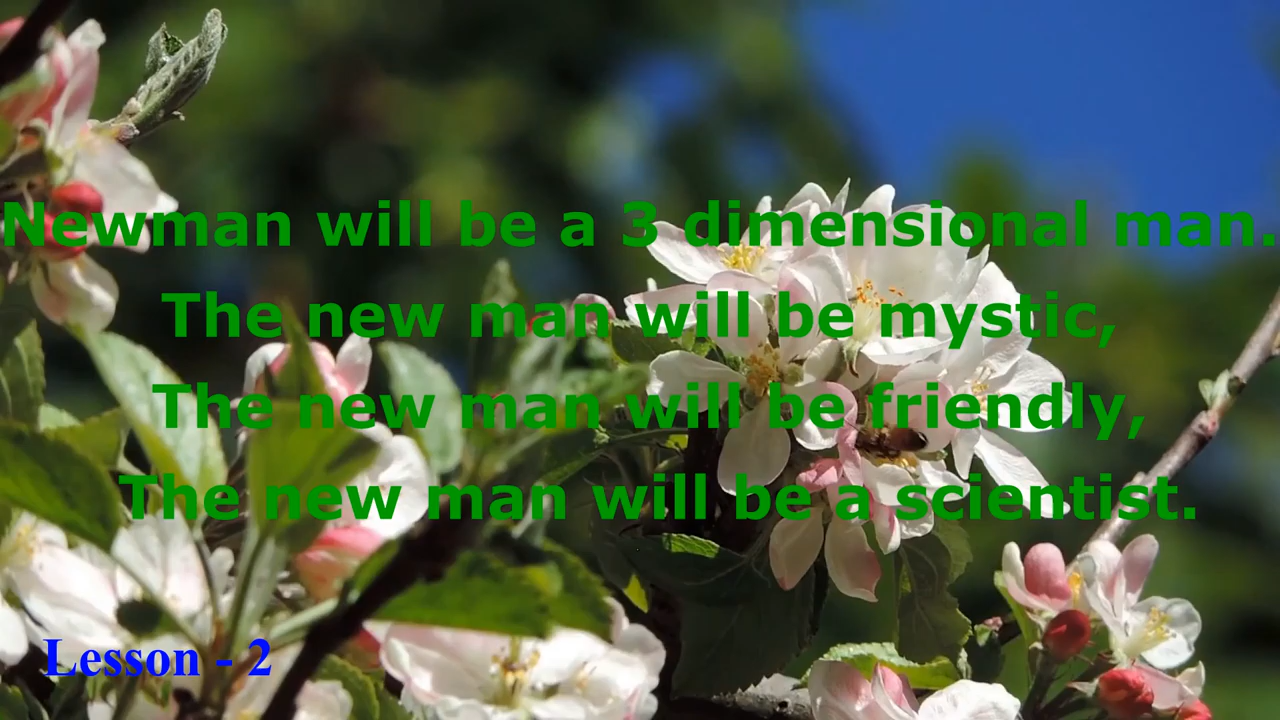 Newman will be a 3 dimensional man.
The new man will be mystic,
The new man will be friendly,
The new man will be a scientist.
Lesson - 2